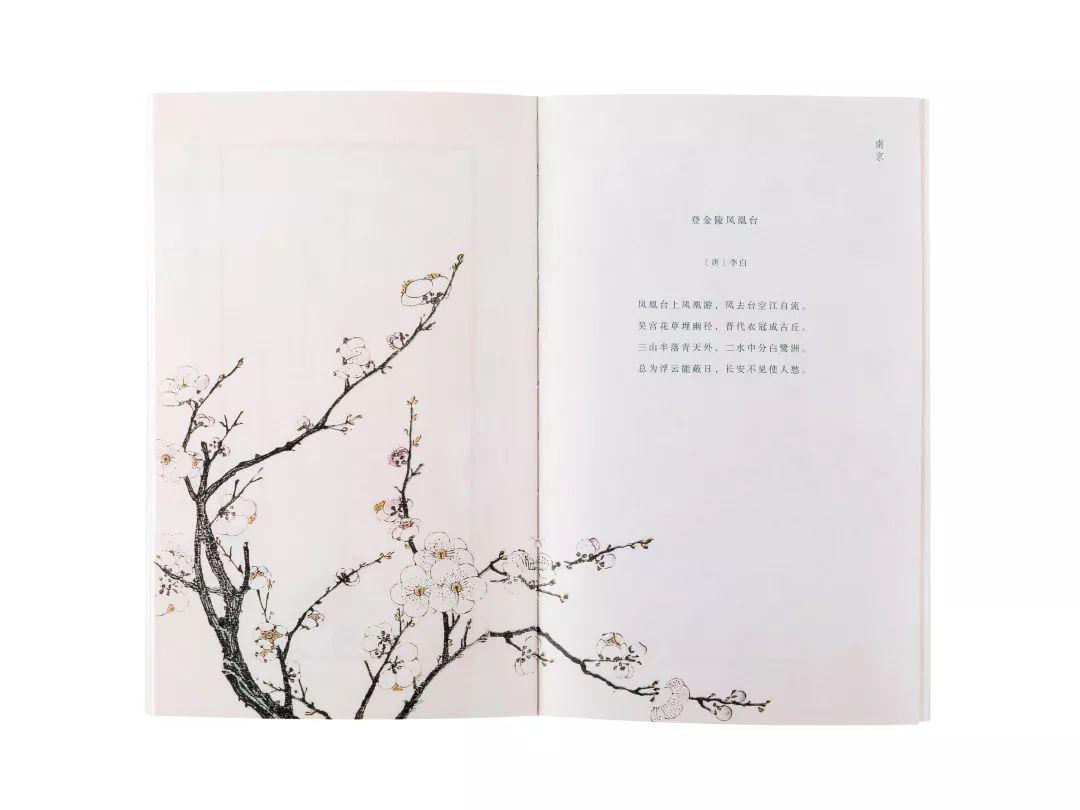 南京
登金陵凤凰台
［唐］李白
凤凰台上凤凰游，凤去台空江自流。
吴宫花草埋幽径，晋代衣冠成古丘。
三山半落青天外，二水中分白鹭洲。
总为浮云能蔽日，长安不见使人愁。